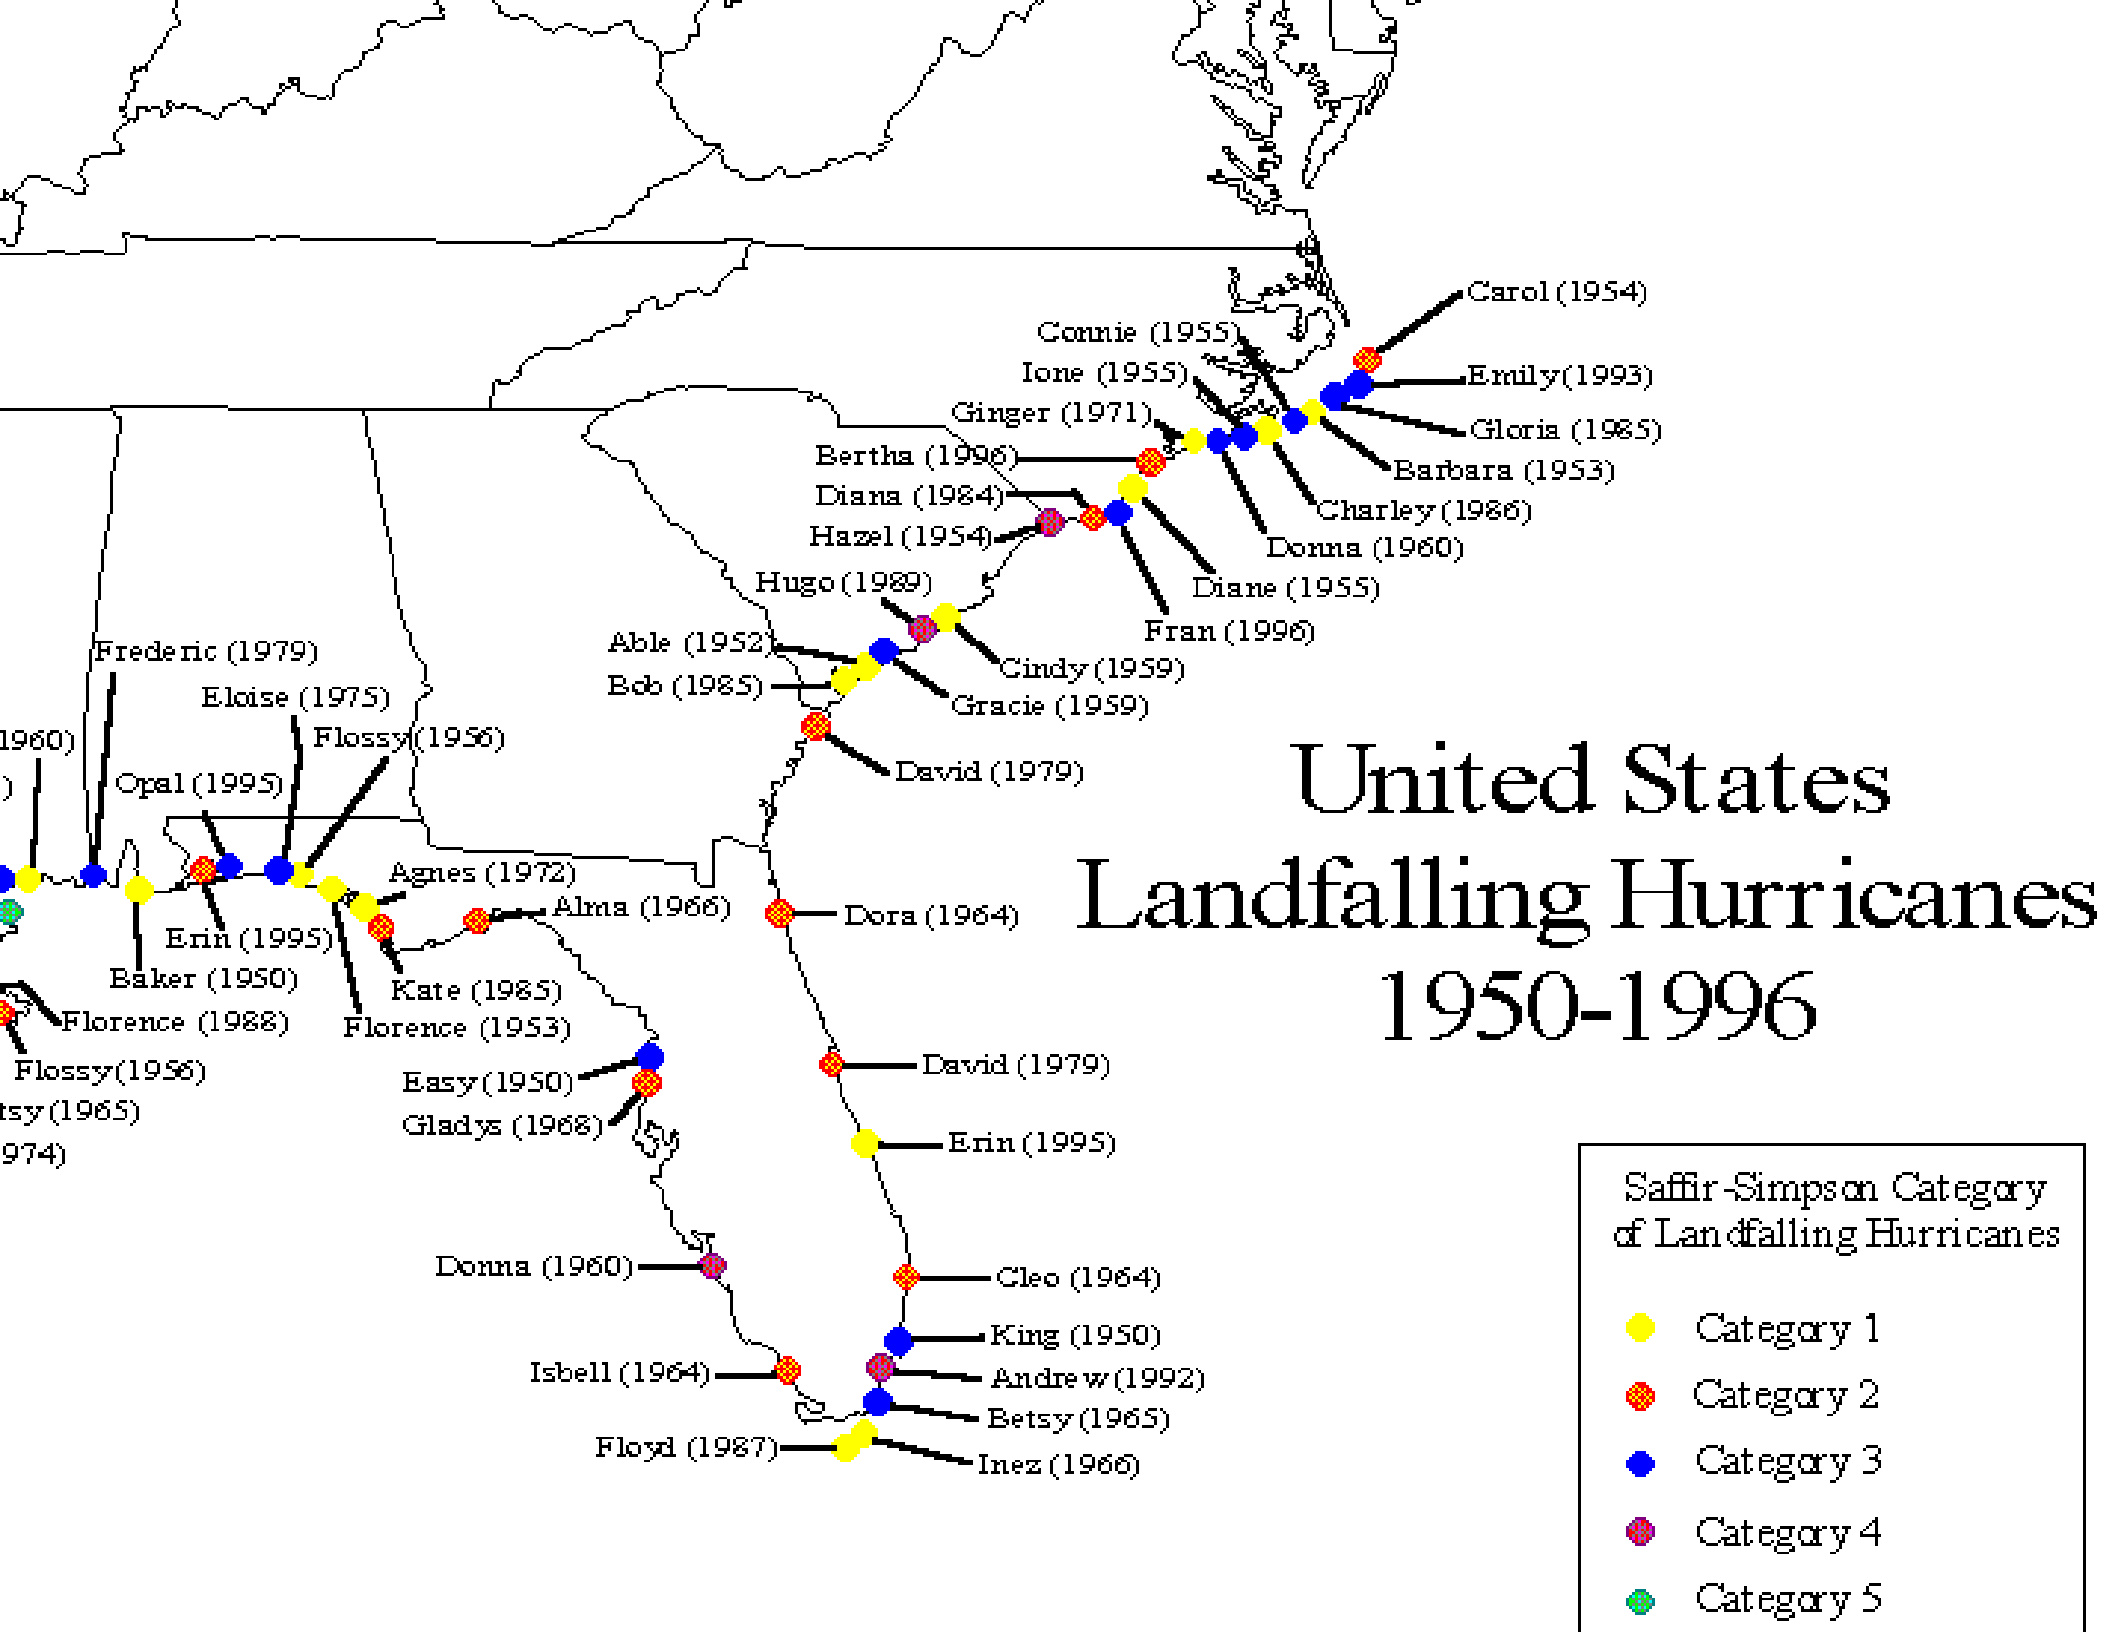 Carol (1954)
Connie (1955)
Ione (1955)
Emily (1993)
Ginger (1971)
Gloria (1985)
Bertha (1996)
Barbara (1953)
Diana (1984)
Charley (1986)
Hazel (1954)
Donna (1960)
Hugo (1989)
Diane (1955)
Fran (1996)
Able (1952)
Frederic (1979)
Cindy (1959)
Bob (1985)
Eloise (1975)
Gracie (1959)
Flossy (1956)
1960)
David (1979)
Opal (1995)
)
United States
Landfalling Hurricanes
1950-1996
Agnes (1972)
Alma (1966)
Dora (1964)
Erin (1995)
Baker (1950)
Kate (1985)
Florence (1988)
Florence (1953)
Flossy (1956)
David (1979)
Easy (1950)
tsy (1965)
Gladys (1968)
Erin (1995)
974)
Donna (1960)
Cleo (1964)
King (1950)
Isbell (1964)
Andrew (1992)
Betsy (1965)
Floyd (1987)
Inez (1966)
Saffir-Simpson Category
of Landfalling Hurricanes
Category 1
Category 2
Category 3
Category 4
Category 5